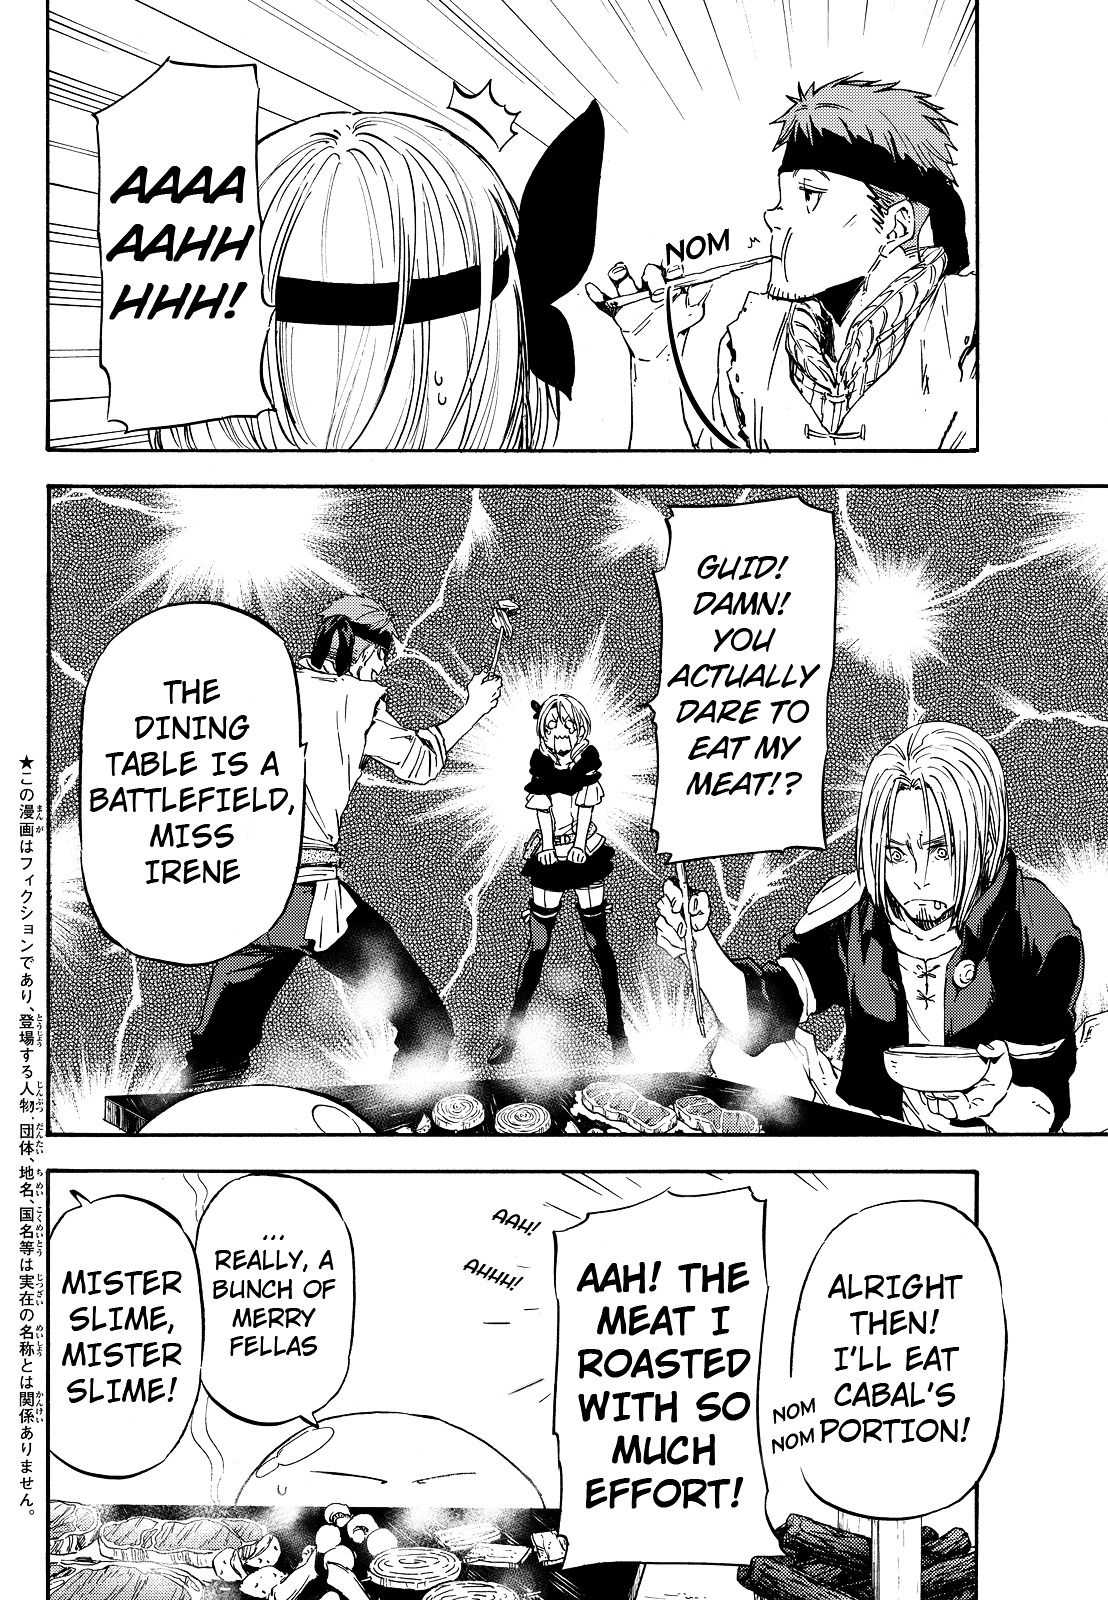 NOM
AAAA
AAHH
HHH!
GUID!
DAMN!
YOU
ACTUALLY
DARE TO
EAT MY
MEAT!?
THE
DINING
TABLE IS A
BATTLEFIELD,
MISS
IRENE
ALRIGHT
THEN!
I'LL EAT
CABAL'S
PORTION!
NOM
NOM
AAH! THE
MEAT I
ROASTED
WITH SO
MUCH
EFFORT!
AAH!
AHHH!
...
REALLY, A
BUNCH OF
MERRY
FELLAS
MISTER
SLIME,
MISTER
SLIME!
★この漫画はフィクションであり、登場する人物、団体、地名、国名等は実在の名称とは関係ありません。